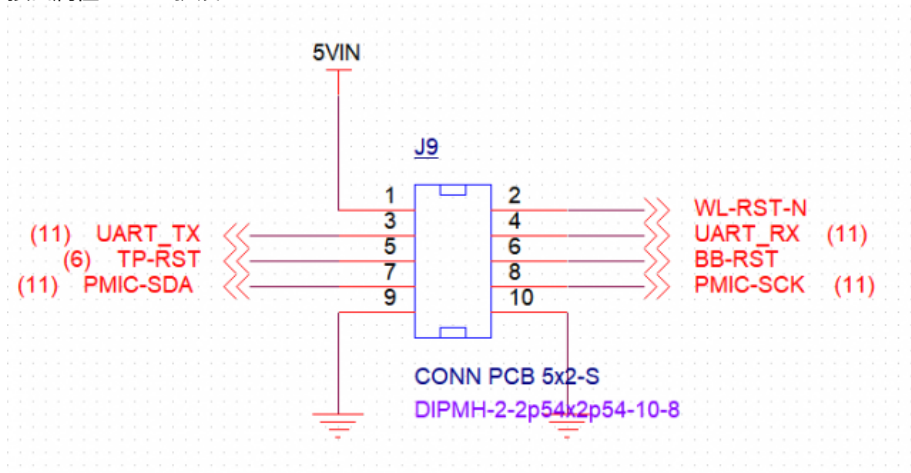 5VIN
J9
1 2
WL-RST-N
3 4
(11) UART_TX
UART_RX (11)
5 6
(6) TP-RST
BB-RST
7 8
(11) PMIC-SDA
PMIC-SCK (11)
9 10
CONN PCB 5x2-S
DIPMH-2-2p54x2p54-10-8